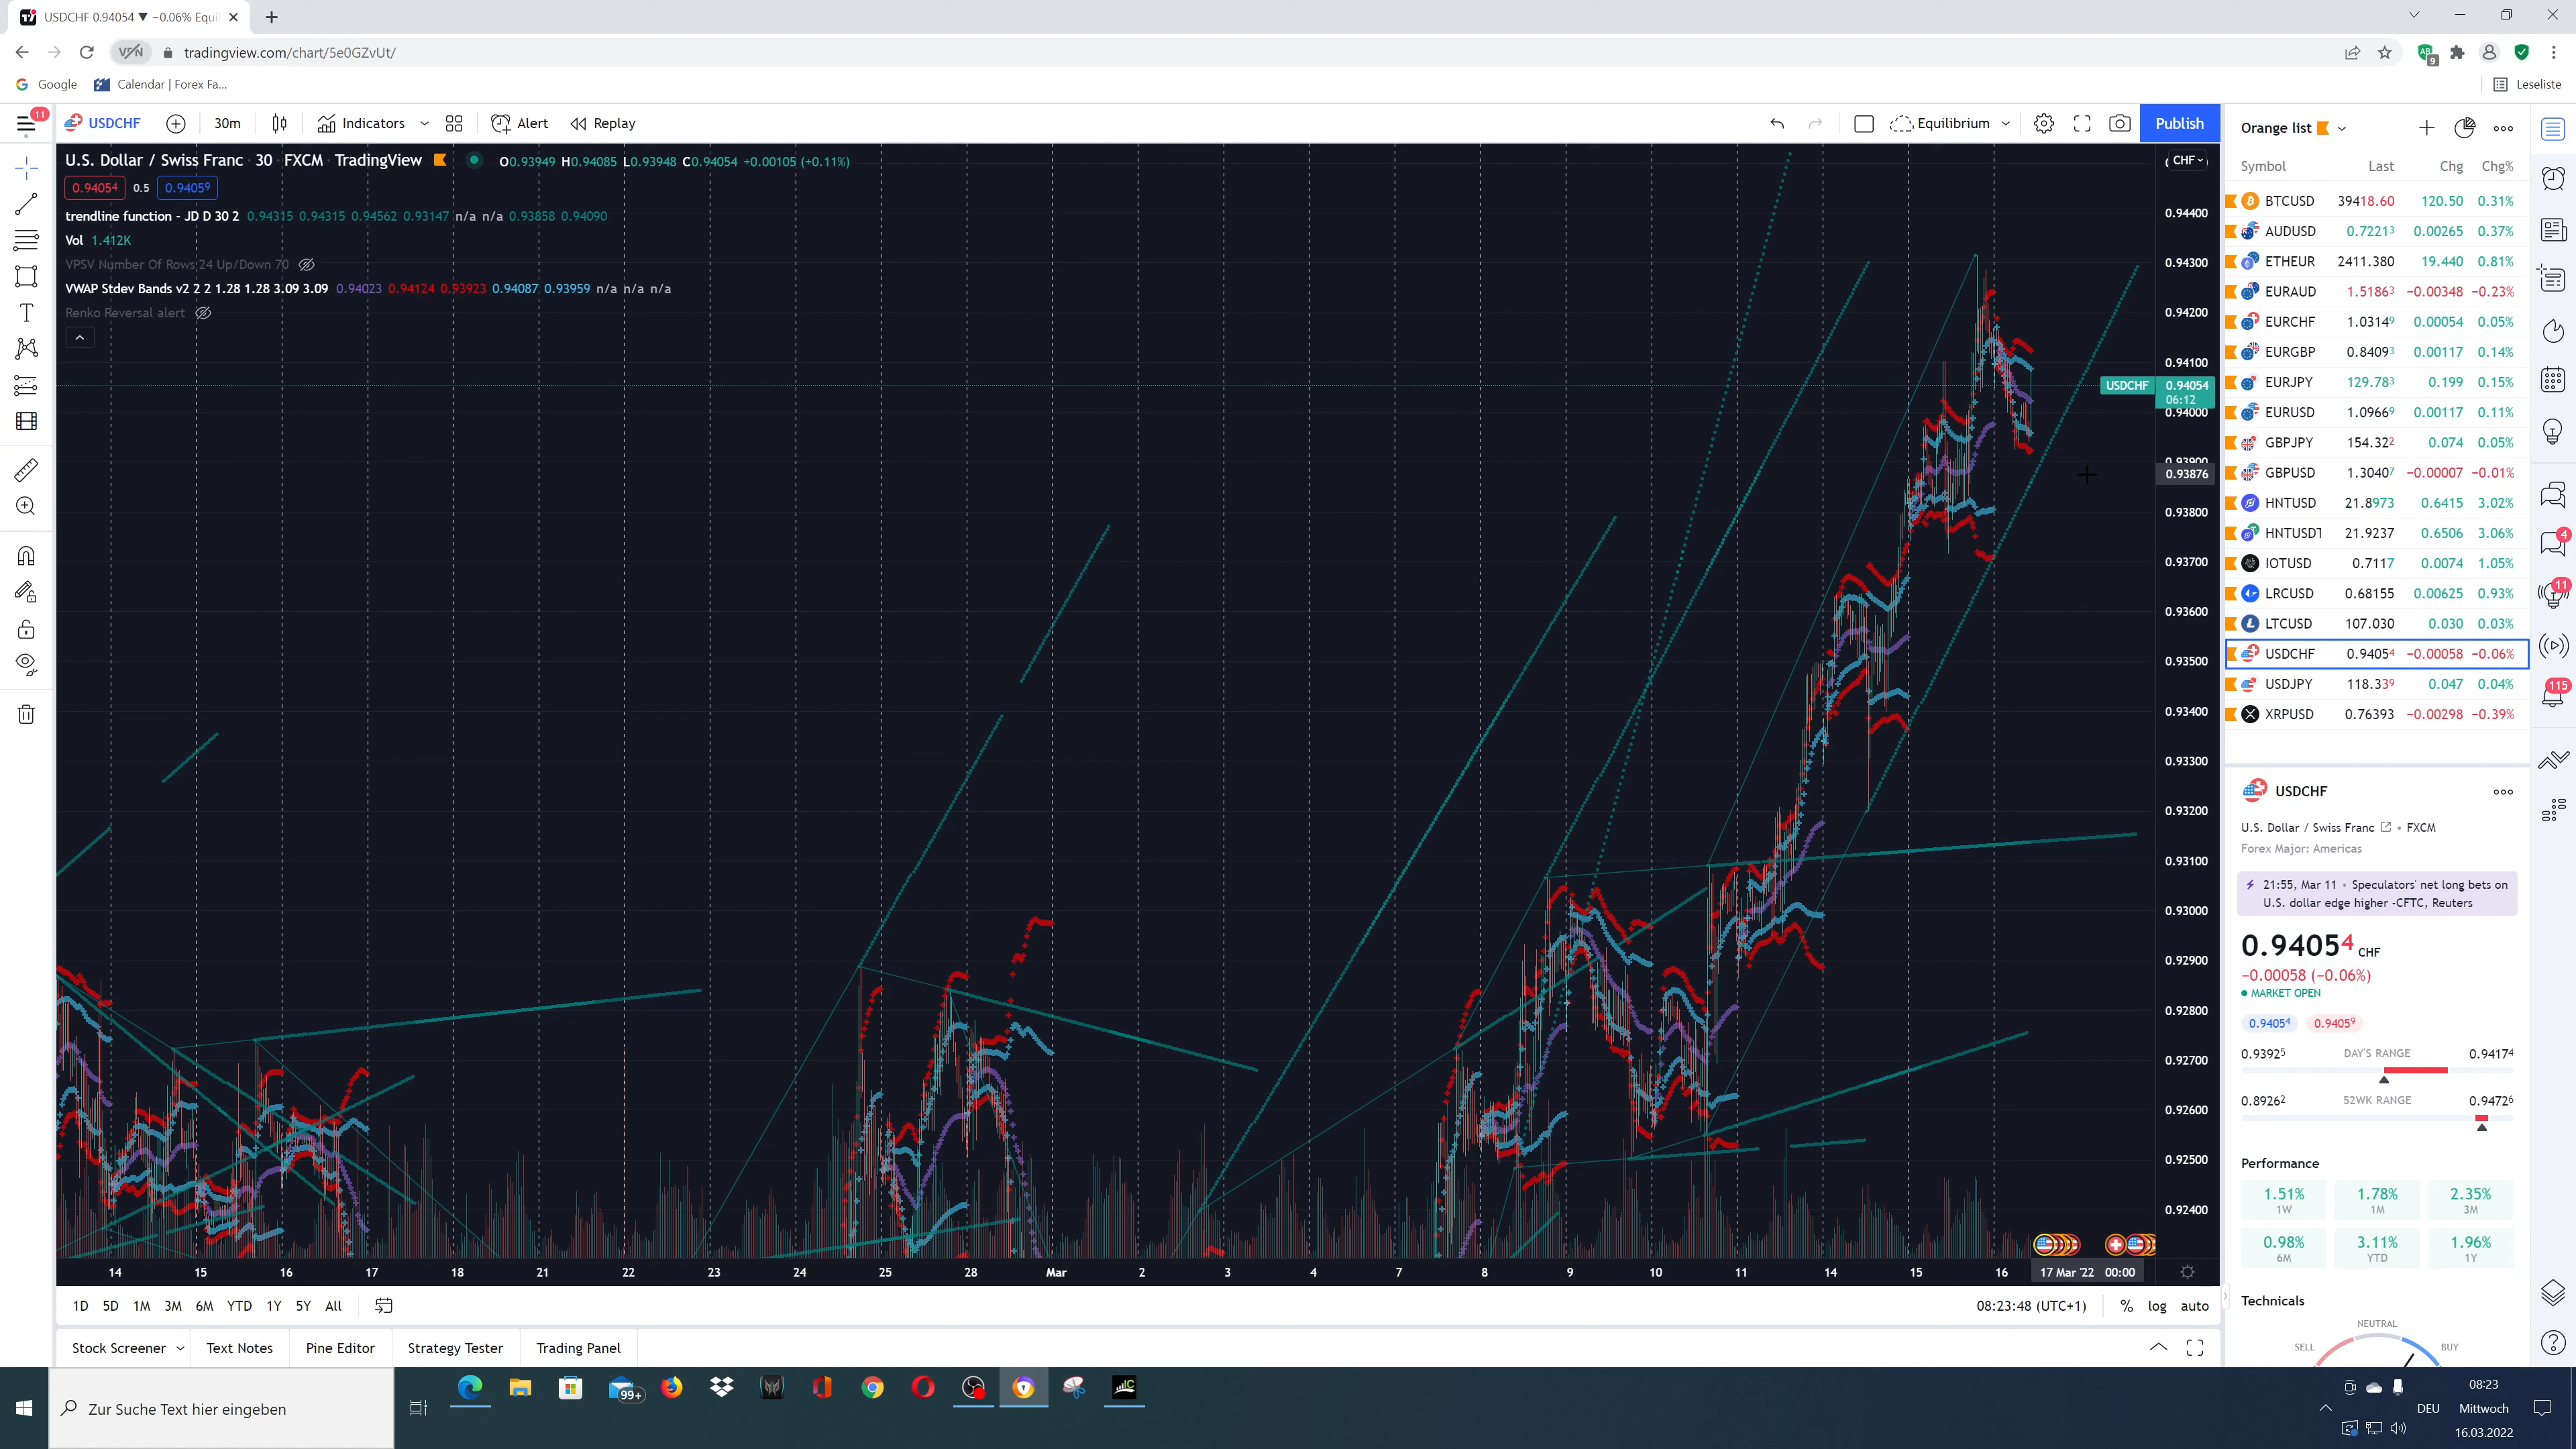 USDCHF 0.94054 ▼ −0.06% Equil
tradingview.com/chart/5e0GZvUt/
VPN
9
Google
Calendar | Forex Fa...
Leseliste
11
USDCHF
30m
Indicators
Alert
Replay
Equilibrium
Publish
U.S. Dollar / Swiss Franc 30 FXCM TradingView
O0.93949 H0.94085 L0.93948 C0.94054 +0.00105 (+0.11%)
0.94054 0.5 0.94059
trendline function - JD D 30 2 0.94315 0.94315 0.94562 0.93147 n/a n/a 0.93858 0.94090
Vol 1.412K
VPSV Number Of Rows 24 Up/Down 70
VWAP Stdev Bands v2 2 2 1.28 1.28 3.09 3.09 0.94023 0.94124 0.93923 0.94087 0.93959 n/a n/a n/a
Renko Reversal alert
CHF
0.94400
0.94300
0.94200
0.94100
USDCHF 0.94054
06:12
0.94000
0.93900
0.93876
0.93800
0.93700
0.93600
0.93500
0.93400
0.93300
0.93200
0.93100
0.93000
0.92900
0.92800
0.92700
0.92600
0.92500
0.92400
14 15 16 17 18 21 22 23 24 25 28 Mar 2 3 4 7 8 9 10 11 14 15 16 17 Mar '22 00:00
1D 5D 1M 3M 6M YTD 1Y 5Y All
08:23:48 (UTC+1)
% log auto
Stock Screener Text Notes Pine Editor Strategy Tester Trading Panel
Orange list
Symbol Last Chg Chg%
BTCUSD 39418.60 120.50 0.31%
AUDUSD 0.72213 0.00265 0.37%
ETHEUR 2411.380 19.440 0.81%
EURAUD 1.51863 −0.00348 −0.23%
EURCHF 1.03149 0.00054 0.05%
EURGBP 0.84093 0.00117 0.14%
EURJPY 129.783 0.199 0.15%
EURUSD 1.09669 0.00117 0.11%
GBPJPY 154.322 0.074 0.05%
GBPUSD 1.30407 −0.00007 −0.01%
HNTUSD 21.8973 0.6415 3.02%
HNTUSDT 21.9237 0.6506 3.06%
IOTUSD 0.7117 0.0074 1.05%
LRCUSD 0.68155 0.00625 0.93%
LTCUSD 107.030 0.030 0.03%
USDCHF 0.94054 −0.00058 −0.06%
USDJPY 118.339 0.047 0.04%
XRPUSD 0.76393 −0.00298 −0.39%
4
11
115
USDCHF
U.S. Dollar / Swiss Franc • FXCM
Forex Major: Americas
21:55, Mar 11 • Speculators' net long bets on
U.S. dollar edge higher -CFTC, Reuters
0.94054 CHF
−0.00058 (−0.06%)
MARKET OPEN
0.94054 0.94059
0.93925 DAY'S RANGE 0.94174
0.89262 52WK RANGE 0.94726
Performance
1.51% 1.78% 2.35%
1W 1M 3M
0.98% 3.11% 1.96%
6M YTD 1Y
Technicals
NEUTRAL
SELL BUY
Zur Suche Text hier eingeben
99+
IC
08:23
DEU Mittwoch
16.03.2022